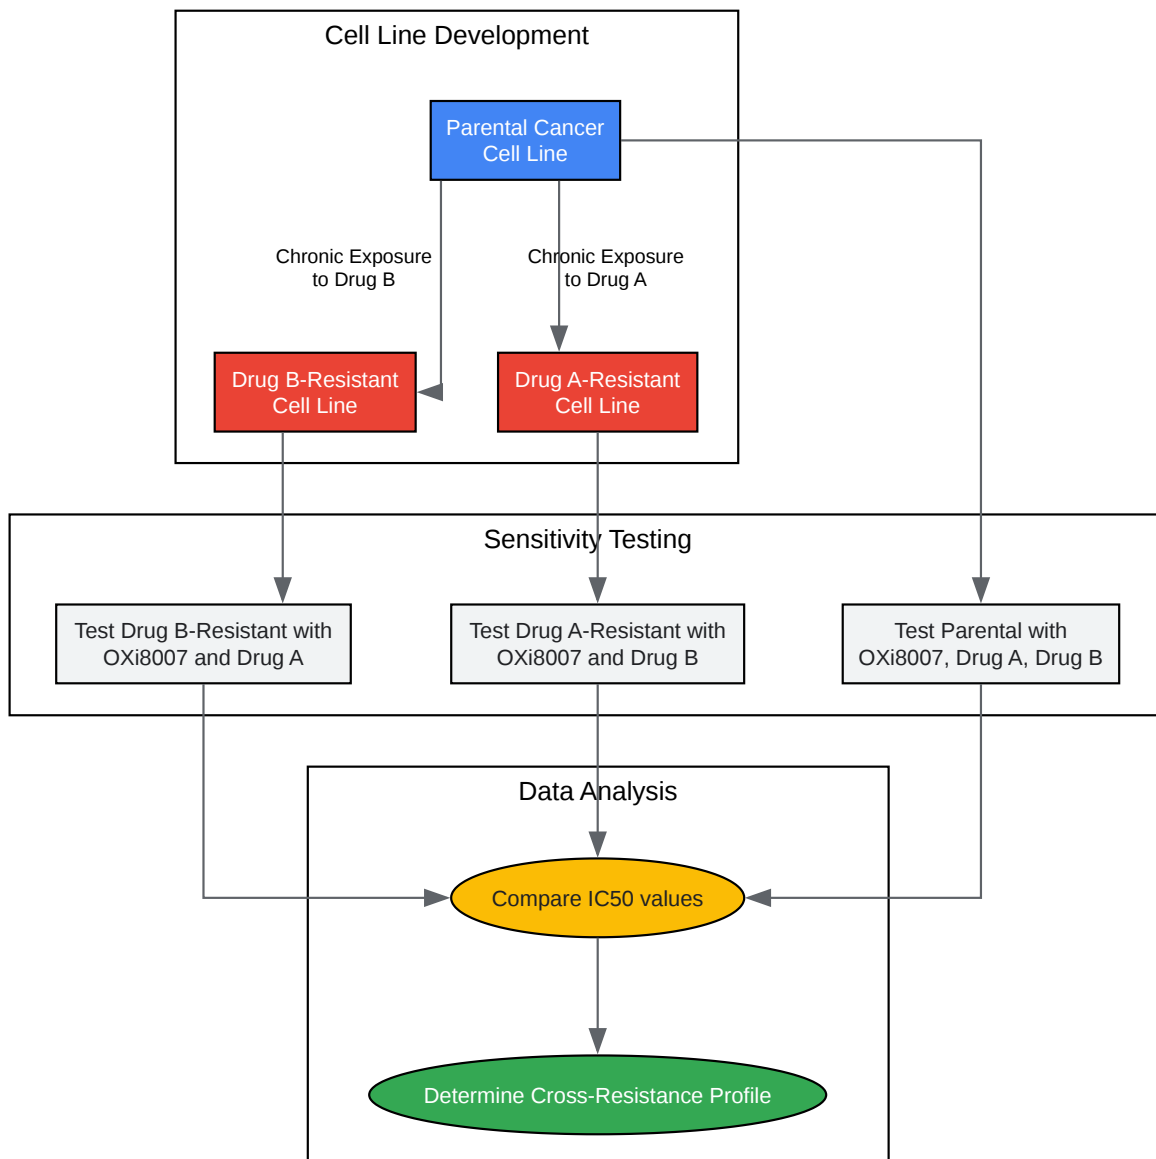 Cell Line Development
Parental Cancer
Cell Line
Chronic Exposure
to Drug B
Chronic Exposure
to Drug A
Drug B-Resistant
Cell Line
Drug A-Resistant
Cell Line
Sensitivity Testing
Test Drug B-Resistant with
OXi8007 and Drug A
Test Drug A-Resistant with
OXi8007 and Drug B
Test Parental with
OXi8007, Drug A, Drug B
Data Analysis
Compare IC50 values
Determine Cross-Resistance Profile